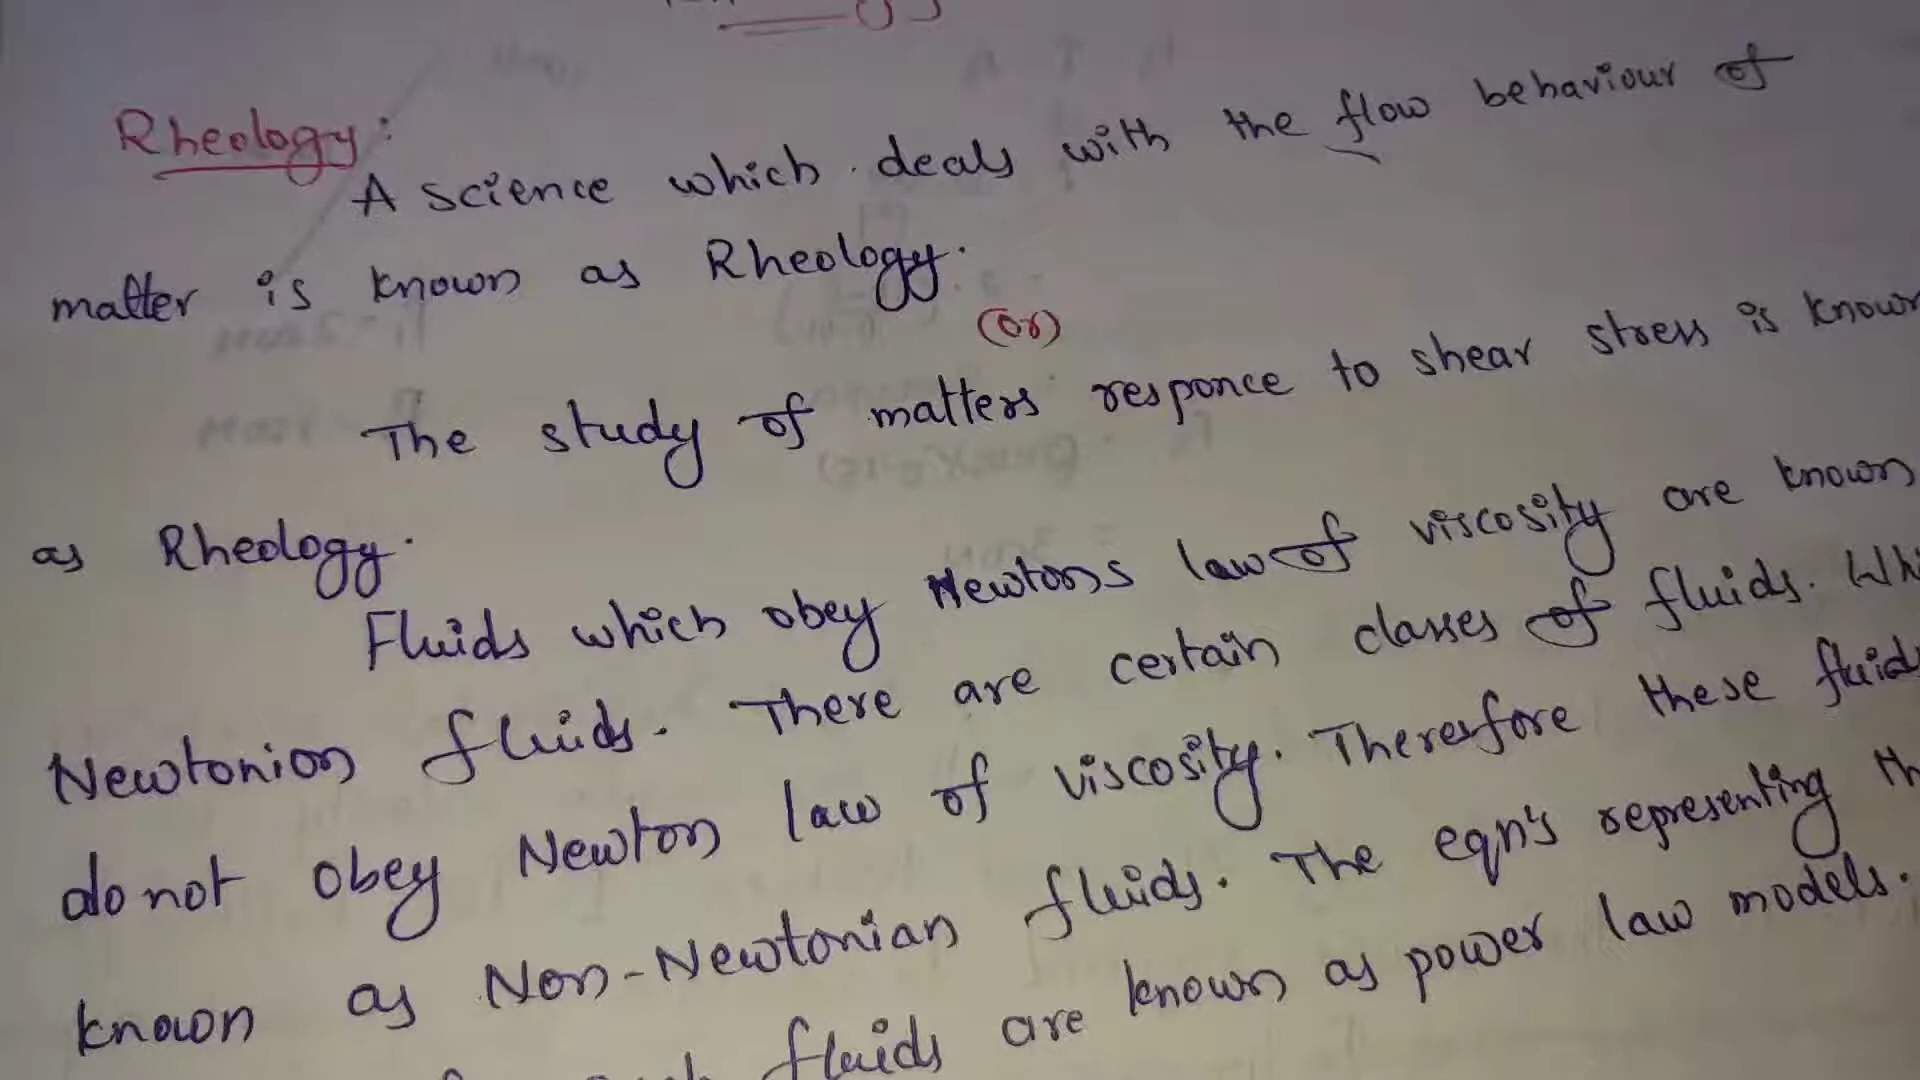 Rheology:
A science which deals with the flow behaviour of
matter is known as Rheology.
(or)
The study of matters responce to shear stress is known
as Rheology.
Fluids which obey Newtons law of viscosity are known
Newtonion fluids. There are certain classes of fluids. Whi
do not obey Newton law of viscosity. Therefore these fluids
known as Non-Newtonian fluids. The eqn's representing th
fluids are known as power law models.